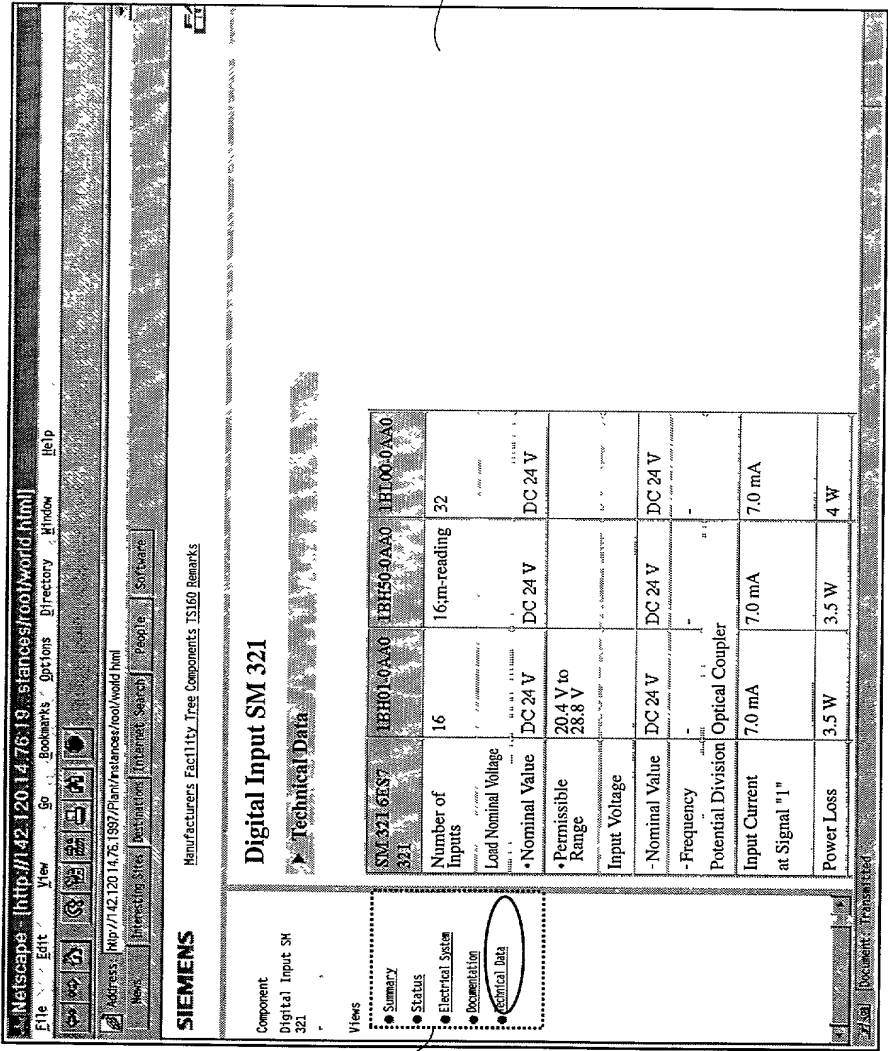 Netscape - [http://142.120.14.76.19...stances/root/world.html]
File Edit View Go Bookmarks Options Directory Window Help
Address: http://142.120 14.76.1997/Plant/instances/root/world html
News Interesting Sites Destinations Internet Search People Software
SIEMENS
Manufacturers Facility Tree Components TS160 Remarks
Component
Digital Input SM
321
Views
• Summary
• Status
• Electrical System
• Documentation
• Technical Data
Digital Input SM 321
▶ Technical Data
SM 321 6ES7 321 1BH01-0AA0 1BH50-0AA0 1BL00-0AA0
Number of Inputs 16 16;m-reading 32
Load Nominal Voltage
• Nominal Value DC 24 V DC 24 V DC 24 V
• Permissible Range 20.4 V to 28.8 V
Input Voltage
- Nominal Value DC 24 V DC 24 V DC 24 V
- Frequency - - -
Potential Division Optical Coupler
Input Current at Signal "1" 7.0 mA 7.0 mA 7.0 mA
Power Loss 3.5 W 3.5 W 4 W
Document: Transmitted